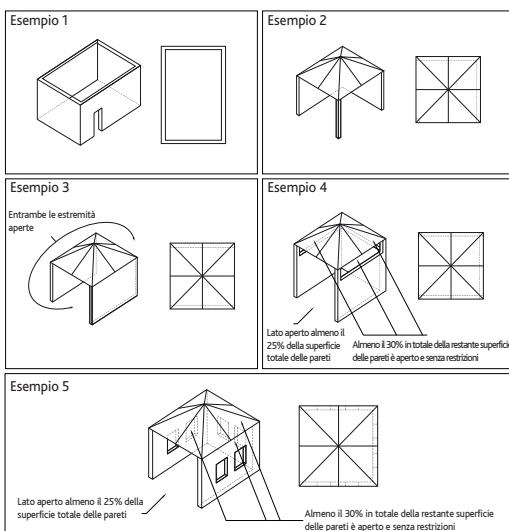 Esempio 1
Esempio 2
Esempio 3
Entrambe le estremità
aperte
Esempio 4
Lato aperto almeno il
25% della superficie
totale delle pareti
Almeno il 30% in totale della restante superficie
delle pareti è aperto e senza restrizioni
Esempio 5
Lato aperto almeno il 25% della
superficie totale delle pareti
Almeno il 30% in totale della restante superficie
delle pareti è aperto e senza restrizioni